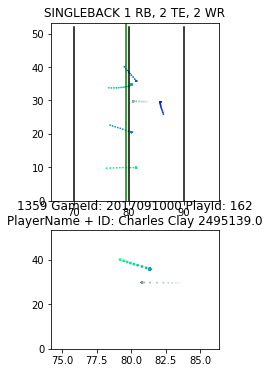 SINGLEBACK 1 RB, 2 TE, 2 WR
50
40
30
20
10
0
70 80 90
1359 GameId: 2017091000 PlayId: 162
PlayerName + ID: Charles Clay 2495139.0
40
20
0
75.0 77.5 80.0 82.5 85.0